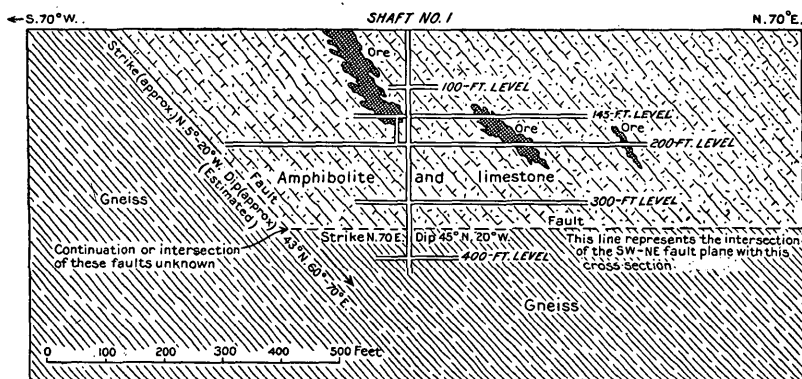 ←S.70°W.
SHAFT NO. 1
N.70°E.
Ore
100-FT. LEVEL
145-FT. LEVEL
Ore
Ore
200-FT. LEVEL
Strike (approx.) N 5°-20° W. Dip (approx.) 43° N. 60°-70° E.
Fault
(Estimated)
Amphibolite and limestone
Gneiss
300-FT. LEVEL
Fault
Continuation or intersection
of these faults unknown
Strike N.70 E. Dip 45° N. 20° W.
This line represents the intersection
of the SW-NE fault plane with this
cross section.
400-FT. LEVEL
Gneiss
0 100 200 300 400 500 Feet